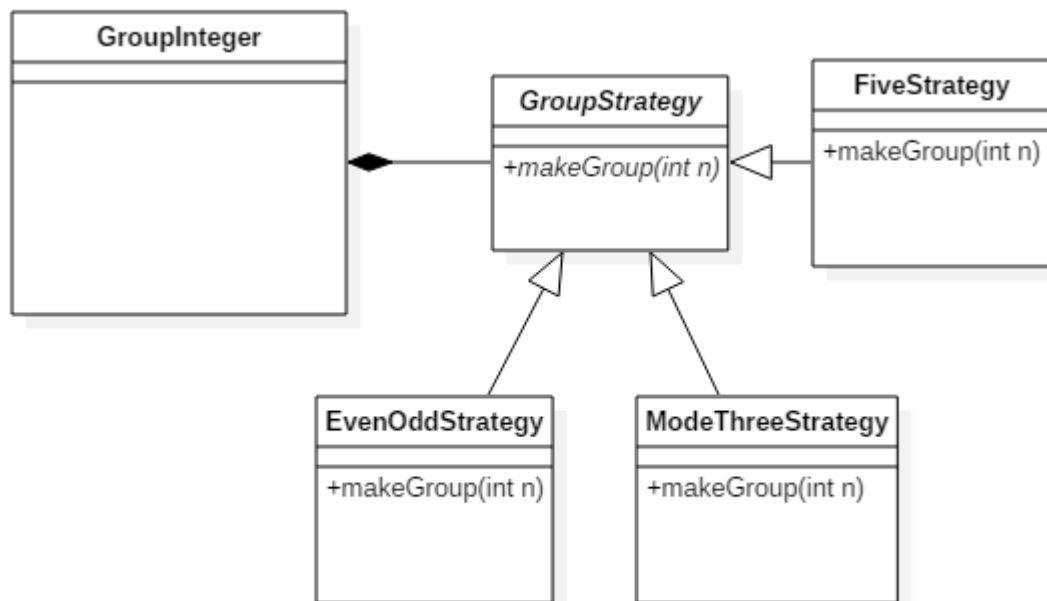 GroupInteger
GroupStrategy
+makeGroup(int n)
FiveStrategy
+makeGroup(int n)
EvenOddStrategy
+makeGroup(int n)
ModeThreeStrategy
+makeGroup(int n)